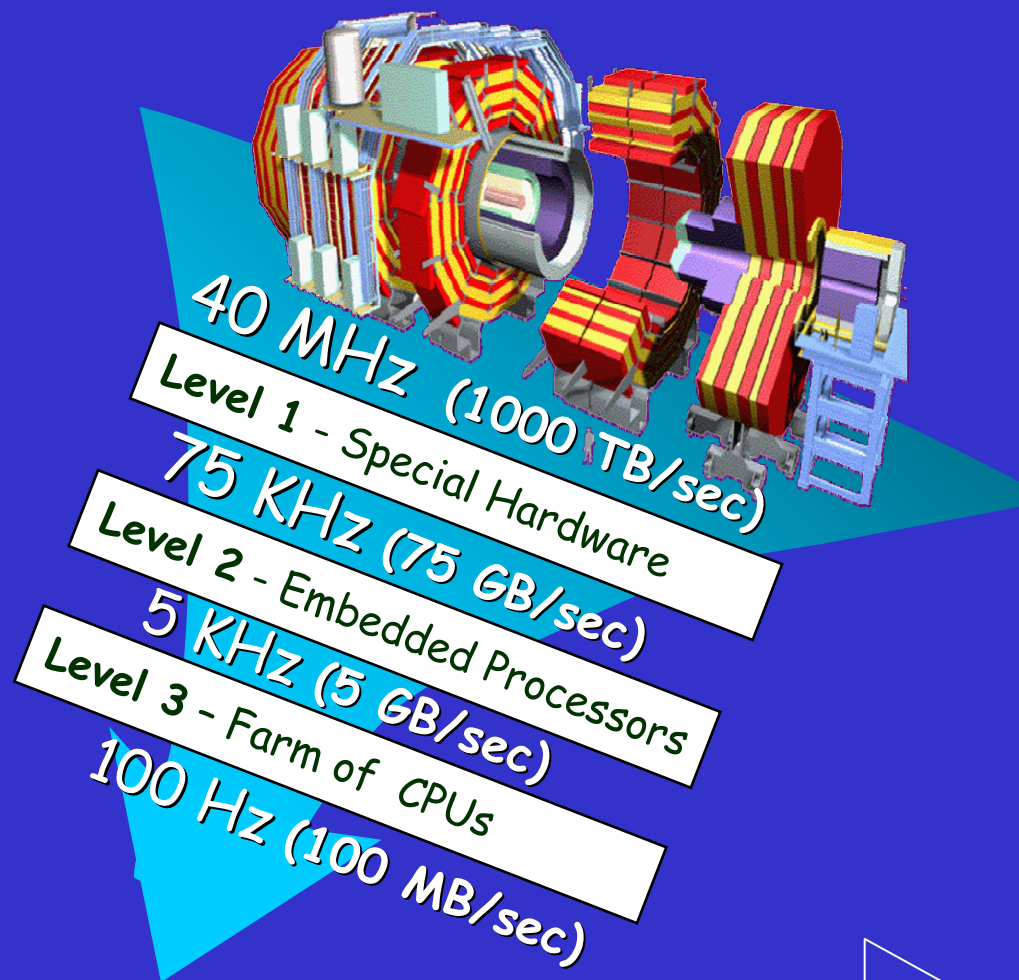 40 MHz (1000 TB/sec)
Level 1 - Special Hardware
75 KHz (75 GB/sec)
Level 2 - Embedded Processors
5 KHz (5 GB/sec)
Level 3 – Farm of CPUs
100 Hz (100 MB/sec)